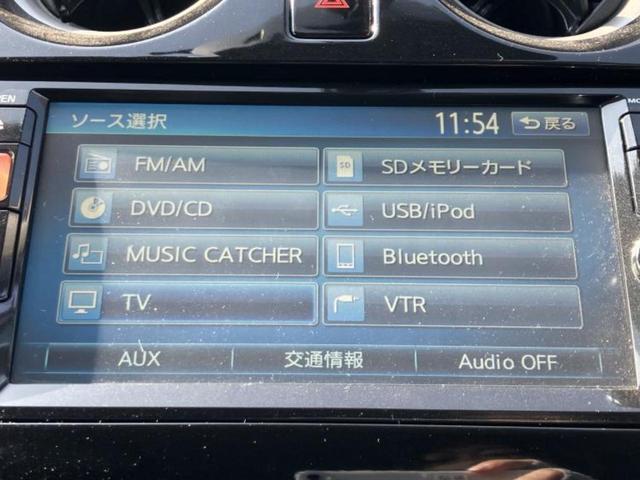 ソース選択
11:54
戻る
FM/AM
SDメモリーカード
DVD/CD
USB/iPod
MUSIC CATCHER
Bluetooth
TV
VTR
AUX
交通情報
Audio OFF